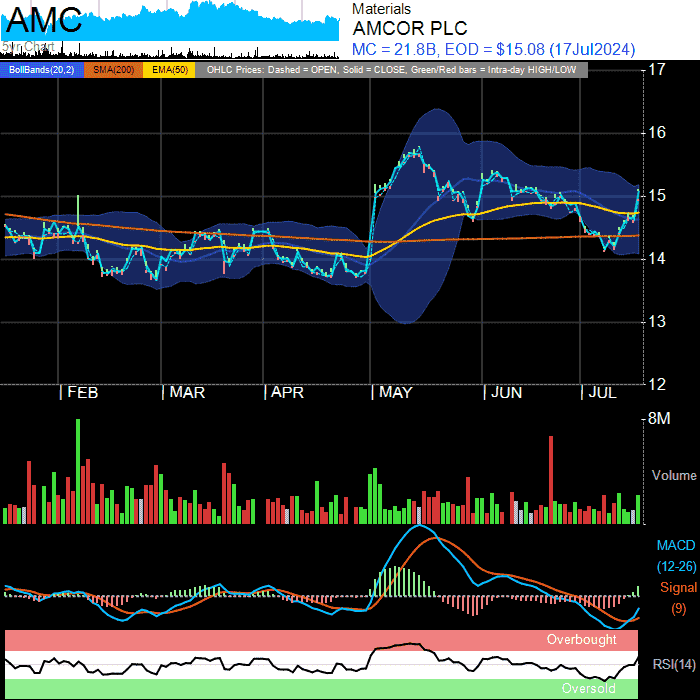 AMC
5yr Chart
Materials
AMCOR PLC
MC = 21.8B, EOD = $15.08 (17Jul2024)
BollBands(20,2) SMA(200) EMA(50) OHLC Prices: Dashed = OPEN, Solid = CLOSE, Green/Red bars = Intra-day HIGH/LOW
17
16
15
14
13
12
| FEB | MAR | APR | MAY | JUN | JUL
8M
Volume
MACD
(12-26)
Signal
(9)
Overbought
RSI(14)
Oversold